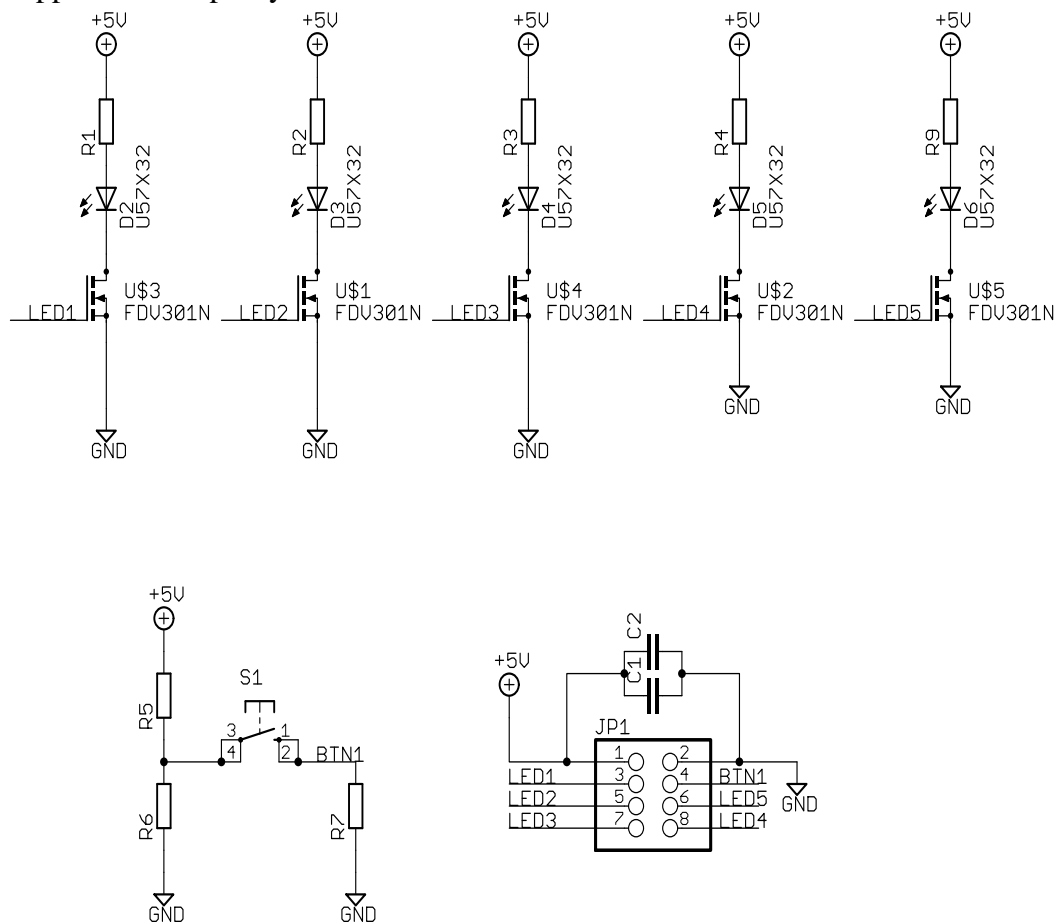 +5V +5V +5V +5V +5V
R1 R2 R3 R4 R9
D2 U57X32 D3 U57X32 D4 U57X32 D5 U57X32 D6 U57X32
U$3 U$1 U$4 U$2 U$5
LED1 FDV301N LED2 FDV301N LED3 FDV301N LED4 FDV301N LED5 FDV301N
GND GND
GND GND GND
+5V
C2
+5V
C1
S1
R5
JP1
3 1
4 2 BTN1
1 2
LED1 3 4 BTN1
GND
LED2 5 6 LED5
R6 R7
LED3 7 8 LED4
GND GND